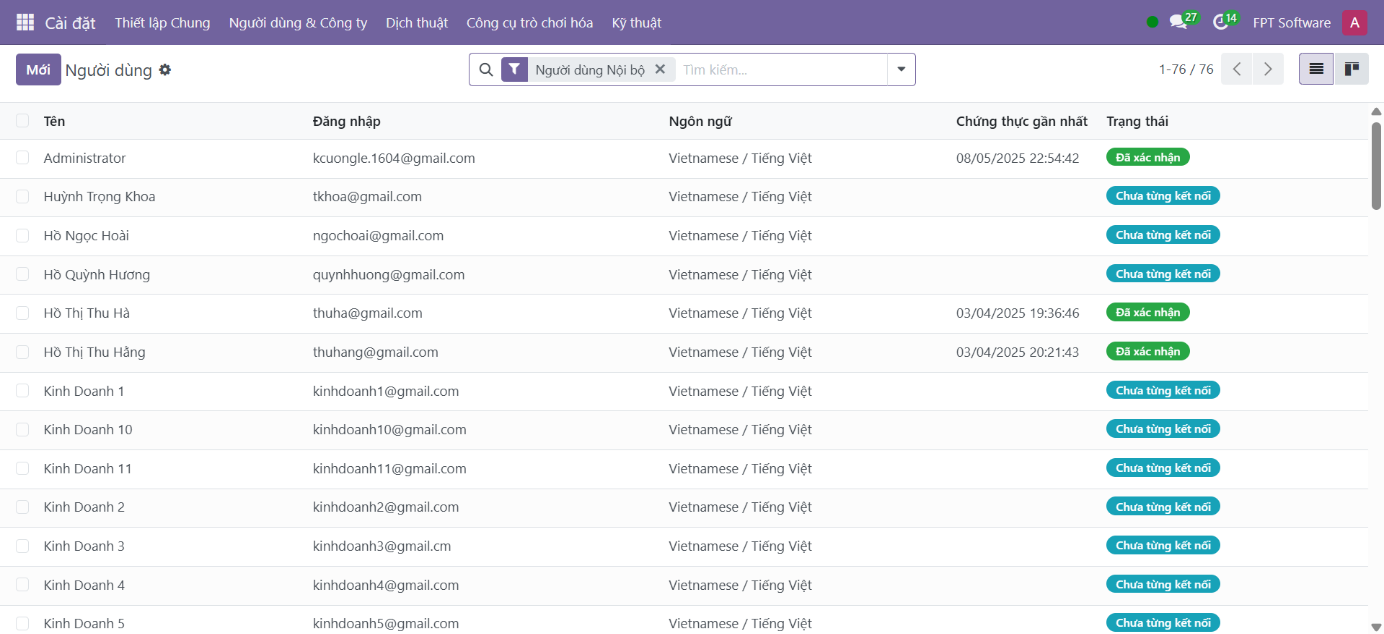 Cài đặt Thiết lập Chung Người dùng & Công ty Dịch thuật Công cụ trò chơi hóa Kỹ thuật 27 14 FPT Software A
Mới Người dùng Người dùng Nội bộ Tìm kiếm... 1-76 / 76
Tên Đăng nhập Ngôn ngữ Chứng thực gần nhất Trạng thái
Administrator kcuongle.1604@gmail.com Vietnamese / Tiếng Việt 08/05/2025 22:54:42 Đã xác nhận
Huỳnh Trọng Khoa tkhoa@gmail.com Vietnamese / Tiếng Việt Chưa từng kết nối
Hồ Ngọc Hoài ngochoai@gmail.com Vietnamese / Tiếng Việt Chưa từng kết nối
Hồ Quỳnh Hương quynhhuong@gmail.com Vietnamese / Tiếng Việt Chưa từng kết nối
Hồ Thị Thu Hà thuha@gmail.com Vietnamese / Tiếng Việt 03/04/2025 19:36:46 Đã xác nhận
Hồ Thị Thu Hằng thuhang@gmail.com Vietnamese / Tiếng Việt 03/04/2025 20:21:43 Đã xác nhận
Kinh Doanh 1 kinhdoanh1@gmail.com Vietnamese / Tiếng Việt Chưa từng kết nối
Kinh Doanh 10 kinhdoanh10@gmail.com Vietnamese / Tiếng Việt Chưa từng kết nối
Kinh Doanh 11 kinhdoanh11@gmail.com Vietnamese / Tiếng Việt Chưa từng kết nối
Kinh Doanh 2 kinhdoanh2@gmail.com Vietnamese / Tiếng Việt Chưa từng kết nối
Kinh Doanh 3 kinhdoanh3@gmail.cm Vietnamese / Tiếng Việt Chưa từng kết nối
Kinh Doanh 4 kinhdoanh4@gmail.com Vietnamese / Tiếng Việt Chưa từng kết nối
Kinh Doanh 5 kinhdoanh5@gmail.com Vietnamese / Tiếng Việt Chưa từng kết nối